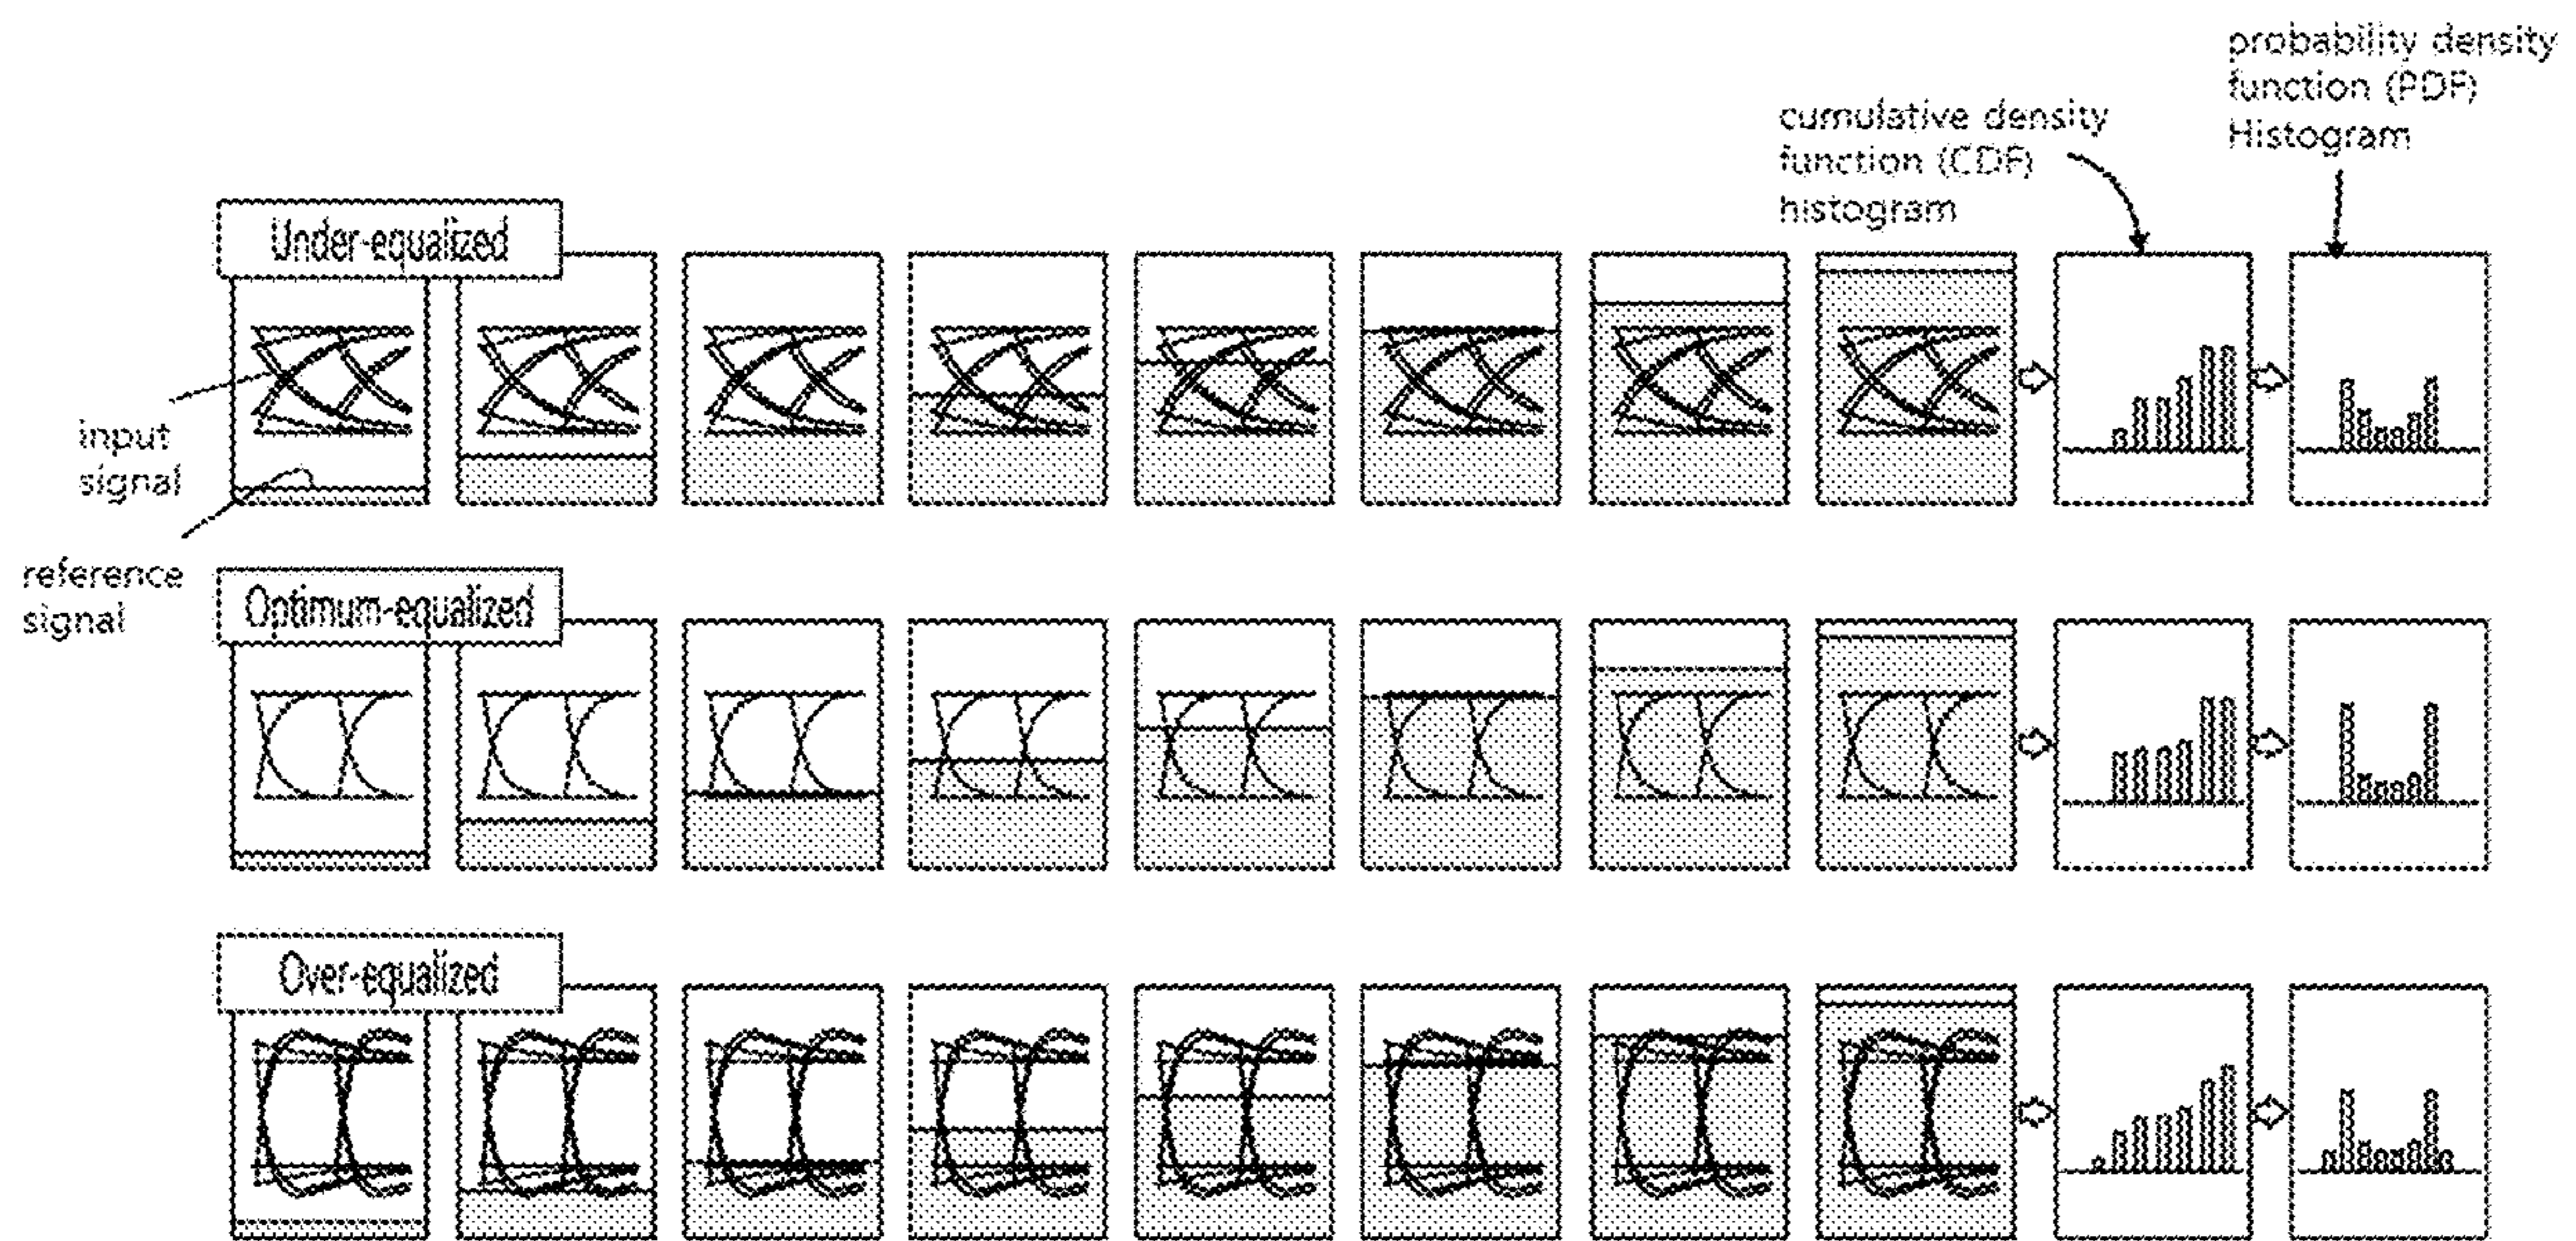 probability density
function (PDF)
Histogram
cumulative density
function (CDF)
histogram
Under-equalized
input
signal
reference
signal
Optimum-equalized
Over-equalized